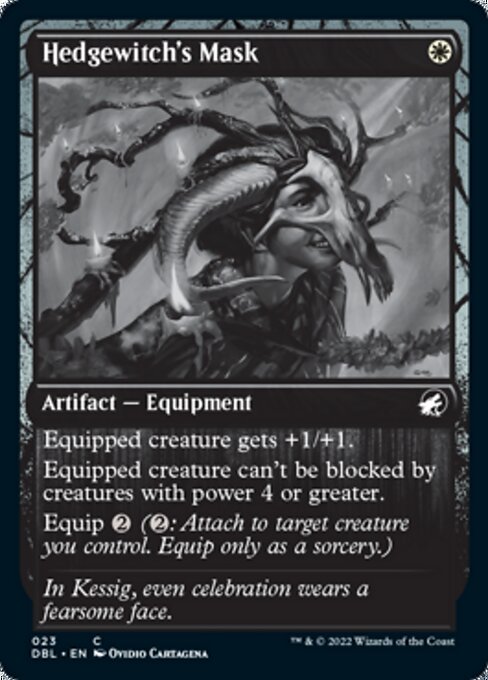 Hedgewitch's Mask
Artifact — Equipment
Equipped creature gets +1/+1.
Equipped creature can't be blocked by
creatures with power 4 or greater.
Equip 2 (2: Attach to target creature
you control. Equip only as a sorcery.)
In Kessig, even celebration wears a
fearsome face.
023 C
DBL • EN Ovidio Cartagena
™ & © 2022 Wizards of the Coast